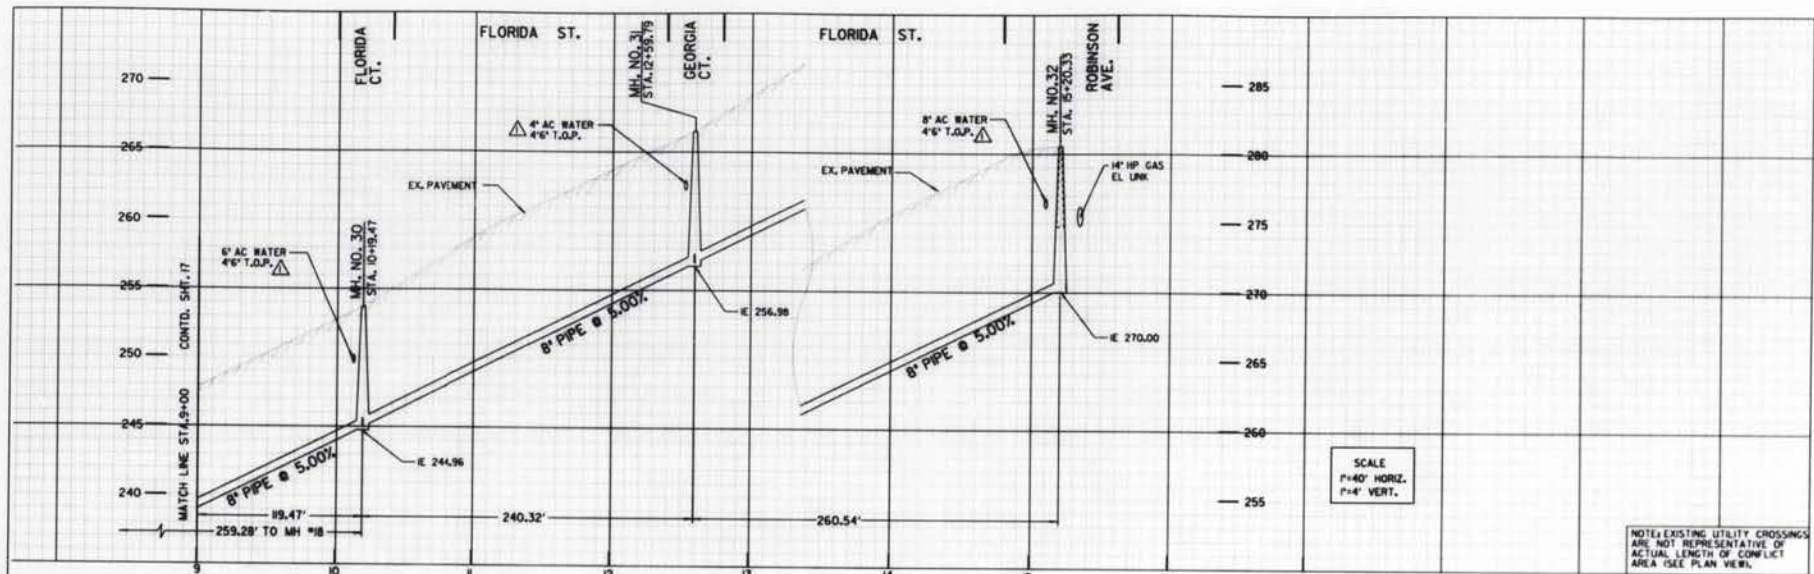 FLORIDA ST.
FLORIDA ST.
FLORIDA
CT.
MH. NO. 31
STA. 12+59.79
GEORGIA
CT.
MH. NO. 32
STA. 15+20.33
ROBINSON
AVE.
270
265
260
255
250
245
240
285
280
275
270
265
260
255
4" AC WATER
4'6" T.O.P.
8" AC WATER
4'6" T.O.P.
14" HP GAS
EL UNK
EX. PAVEMENT
EX. PAVEMENT
6" AC WATER
4'6" T.O.P.
MH. NO. 30
STA. 10+19.47
MATCH LINE STA. 9+00 CONTD. SHT. 17
8" PIPE @ 5.00%
8" PIPE @ 5.00%
8" PIPE @ 5.00%
IE 256.98
IE 270.00
IE 244.96
119.47'
240.32'
260.54'
259.28' TO MH #18
SCALE
1"=40' HORIZ.
1"=4' VERT.
NOTE: EXISTING UTILITY CROSSINGS
ARE NOT REPRESENTATIVE OF
ACTUAL LENGTH OF CONFLICT
AREA (SEE PLAN VIEW).
9
10
11
12
13
14